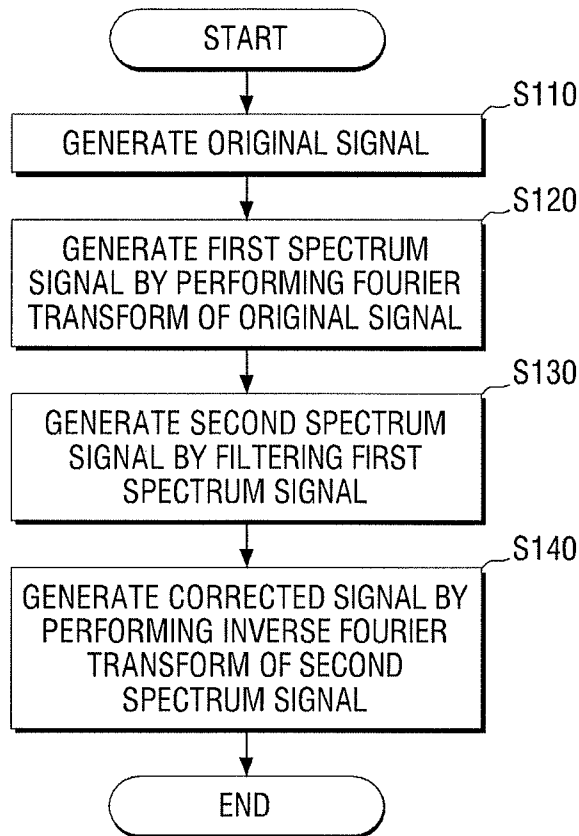 START
S110
GENERATE ORIGINAL SIGNAL
S120
GENERATE FIRST SPECTRUM
SIGNAL BY PERFORMING FOURIER
TRANSFORM OF ORIGINAL SIGNAL
S130
GENERATE SECOND SPECTRUM
SIGNAL BY FILTERING FIRST
SPECTRUM SIGNAL
S140
GENERATE CORRECTED SIGNAL BY
PERFORMING INVERSE FOURIER
TRANSFORM OF SECOND
SPECTRUM SIGNAL
END